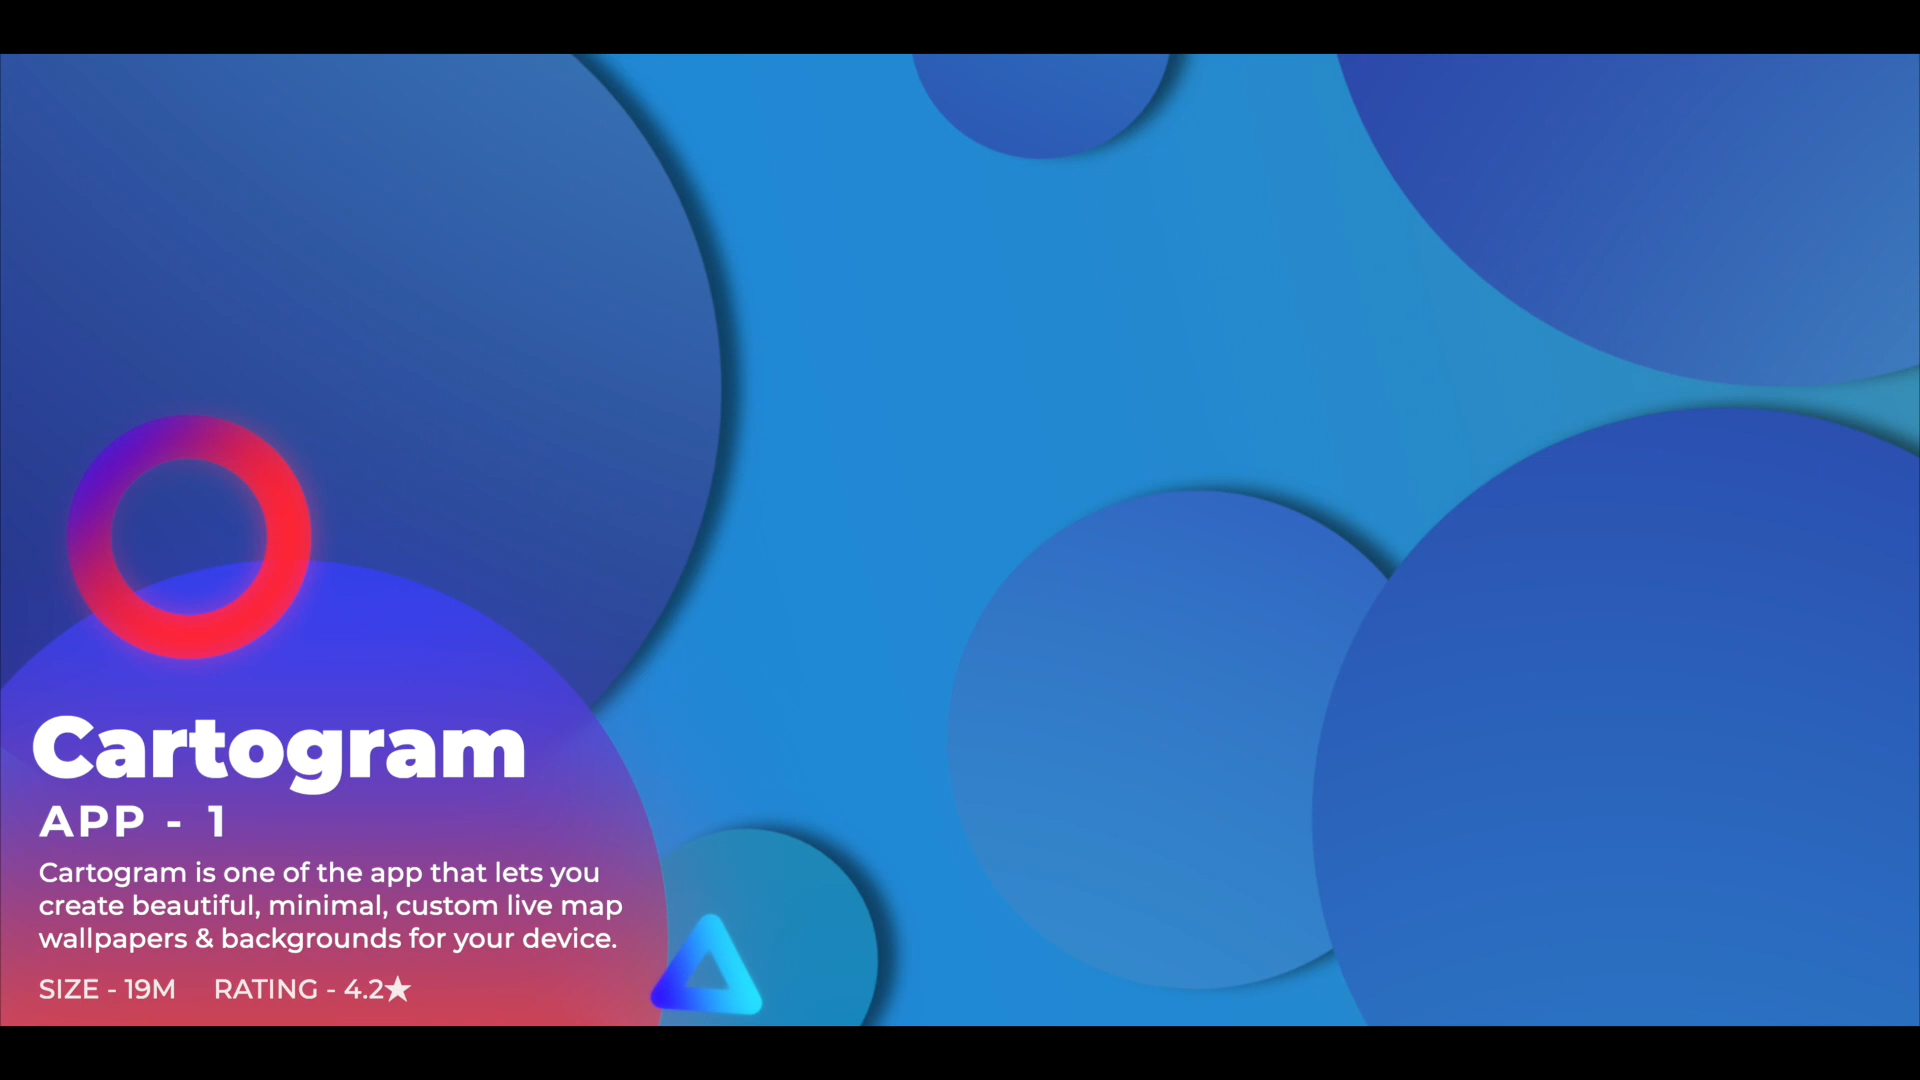 Cartogram
APP - 1
Cartogram is one of the app that lets you
create beautiful, minimal, custom live map
wallpapers & backgrounds for your device.
SIZE - 19M RATING - 4.2★